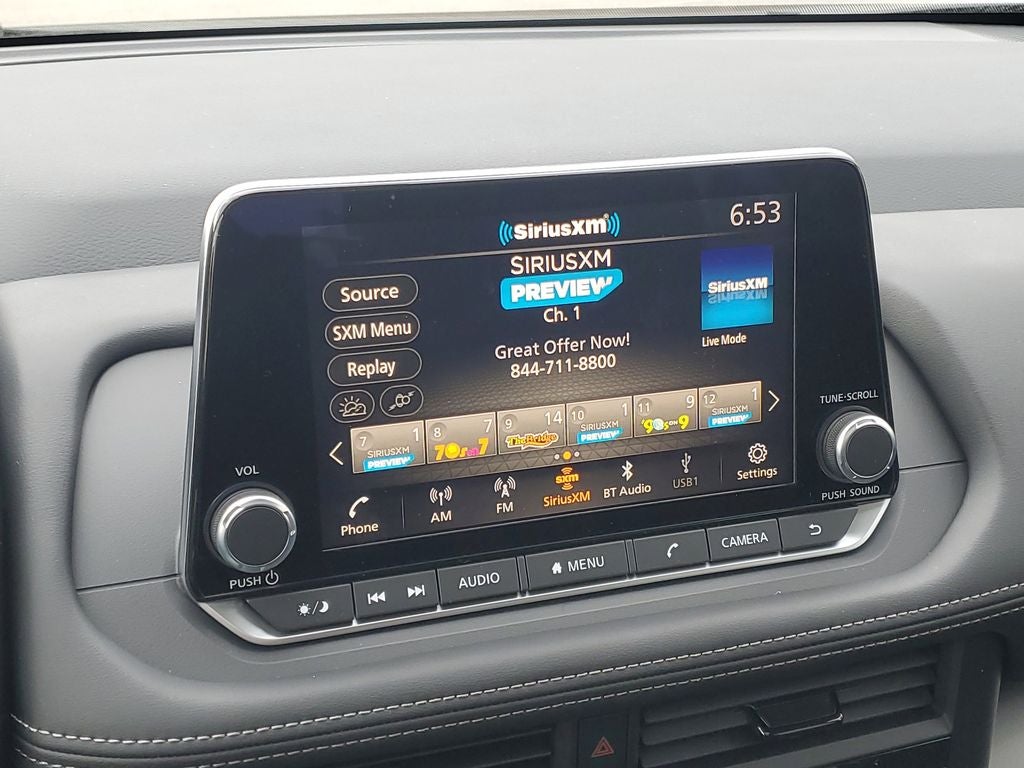 SiriusXM
6:53
SIRIUSXM
PREVIEW
Ch. 1
Great Offer Now!
844-711-8800
SiriusXM
Live Mode
Source
SXM Menu
Replay
7 1
SIRIUSXM
PREVIEW
8 7
70s on 7
9 14
The Bridge
10 1
SIRIUSXM
PREVIEW
11 9
'90s ON 9
12 1
SIRIUSXM
PREVIEW
Phone
AM
FM
sxm
SiriusXM
BT Audio
USB1
Settings
VOL
PUSH
TUNE·SCROLL
PUSH SOUND
AUDIO
MENU
CAMERA